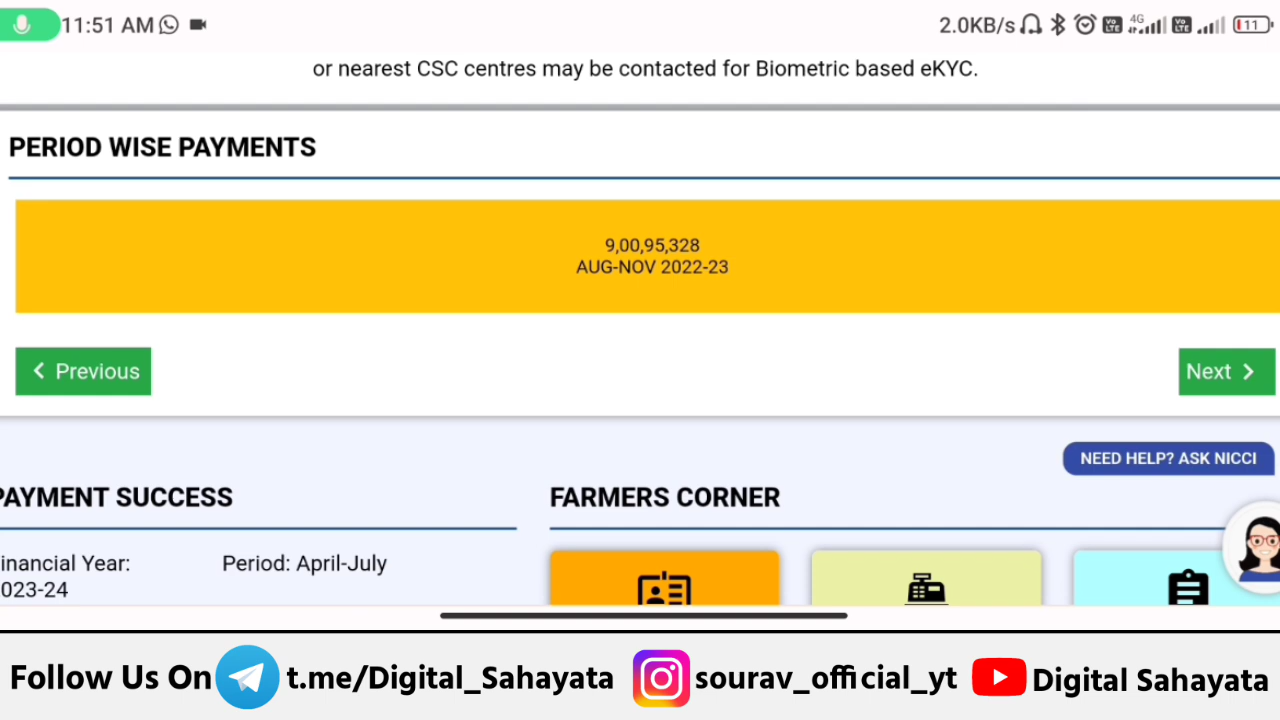 11:51 AM 2.0KB/s 4G 11
or nearest CSC centres may be contacted for Biometric based eKYC.
PERIOD WISE PAYMENTS
9,00,95,328
AUG-NOV 2022-23
Previous Next
NEED HELP? ASK NICCI
PAYMENT SUCCESS FARMERS CORNER
inancial Year: Period: April-July
023-24
Follow Us On t.me/Digital_Sahayata sourav_official_yt Digital Sahayata